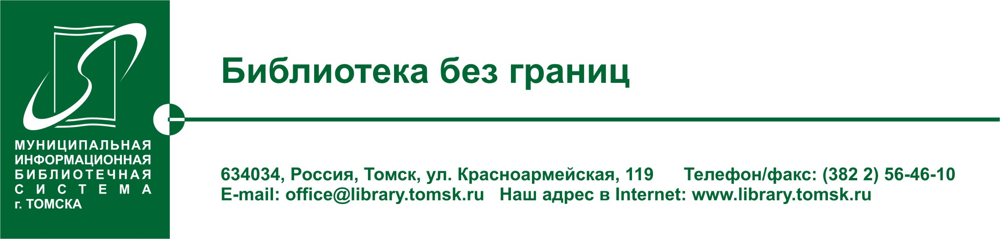 МУНИЦИПАЛЬНАЯ
ИНФОРМАЦИОННАЯ
БИБЛИОТЕЧНАЯ
СИСТЕМА
г. ТОМСКА
Библиотека без границ
634034, Россия, Томск, ул. Красноармейская, 119 Телефон/факс: (382 2) 56-46-10
E-mail: office@library.tomsk.ru Наш адрес в Internet: www.library.tomsk.ru